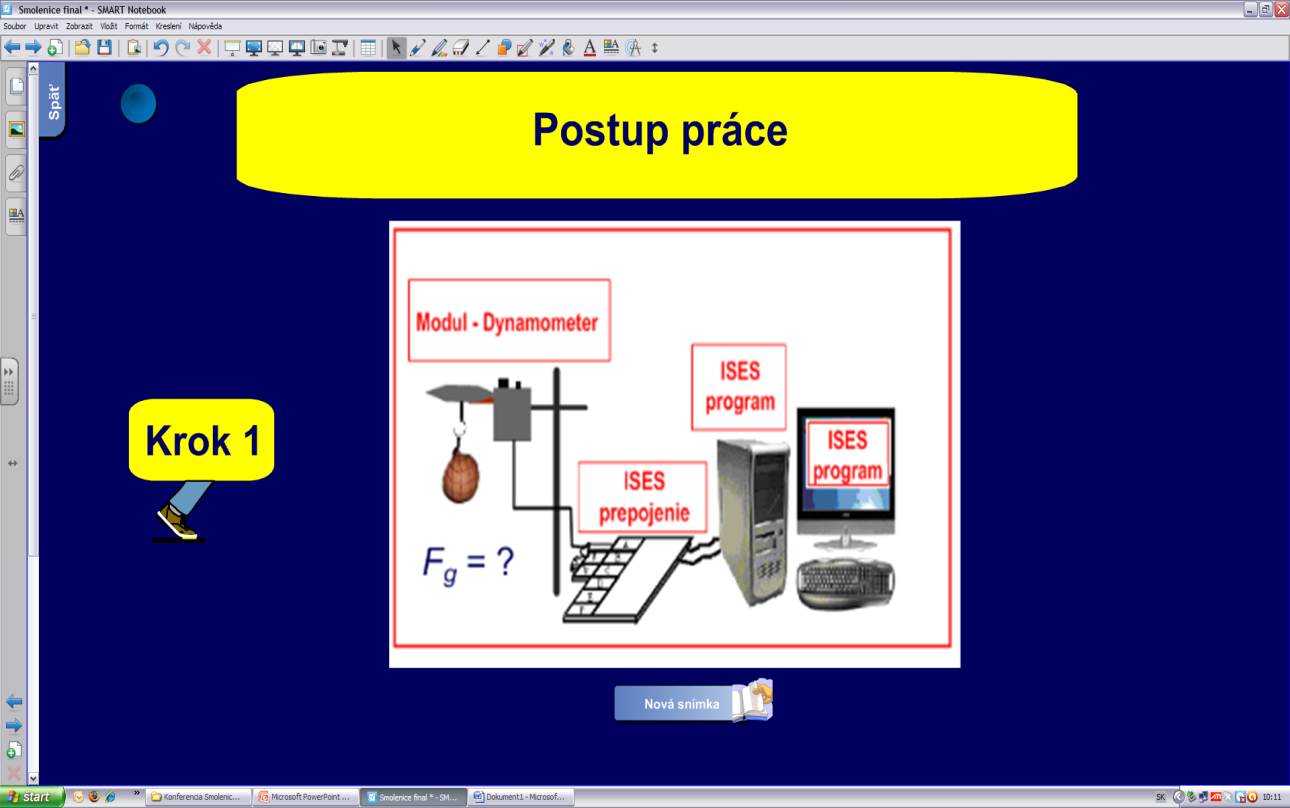 Smolenice final * - SMART Notebook
Soubor Upravit Zobrazit Vložit Formát Kreslení Nápověda
Späť
Postup práce
Modul - Dynamometer
ISES
program
ISES
program
Krok 1
ISES
prepojenie
Fg = ?
Nová snímka
start
Konferencia Smolenic...
Microsoft PowerPoint ...
Smolenice final * - SM...
Dokument1 - Microsof...
SK
10:11